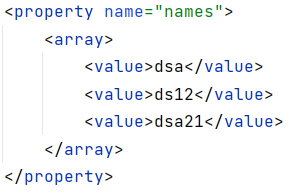 <property name="names">
    <array>
        <value>dsa</value>
        <value>ds12</value>
        <value>dsa21</value>
    </array>
</property>